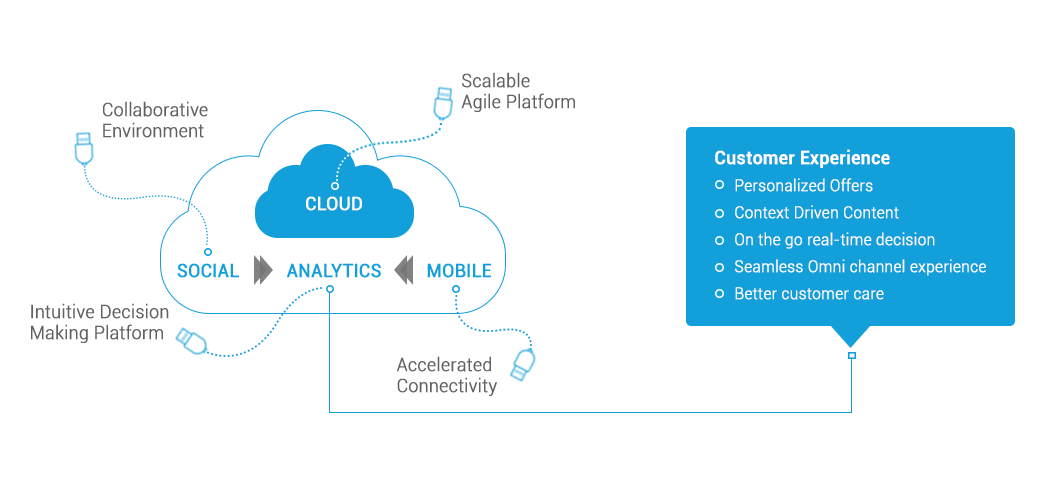 Scalable
Agile Platform
Collaborative
Environment
CLOUD
SOCIAL
ANALYTICS
MOBILE
Intuitive Decision
Making Platform
Accelerated
Connectivity
Customer Experience
Personalized Offers
Context Driven Content
On the go real-time decision
Seamless Omni channel experience
Better customer care